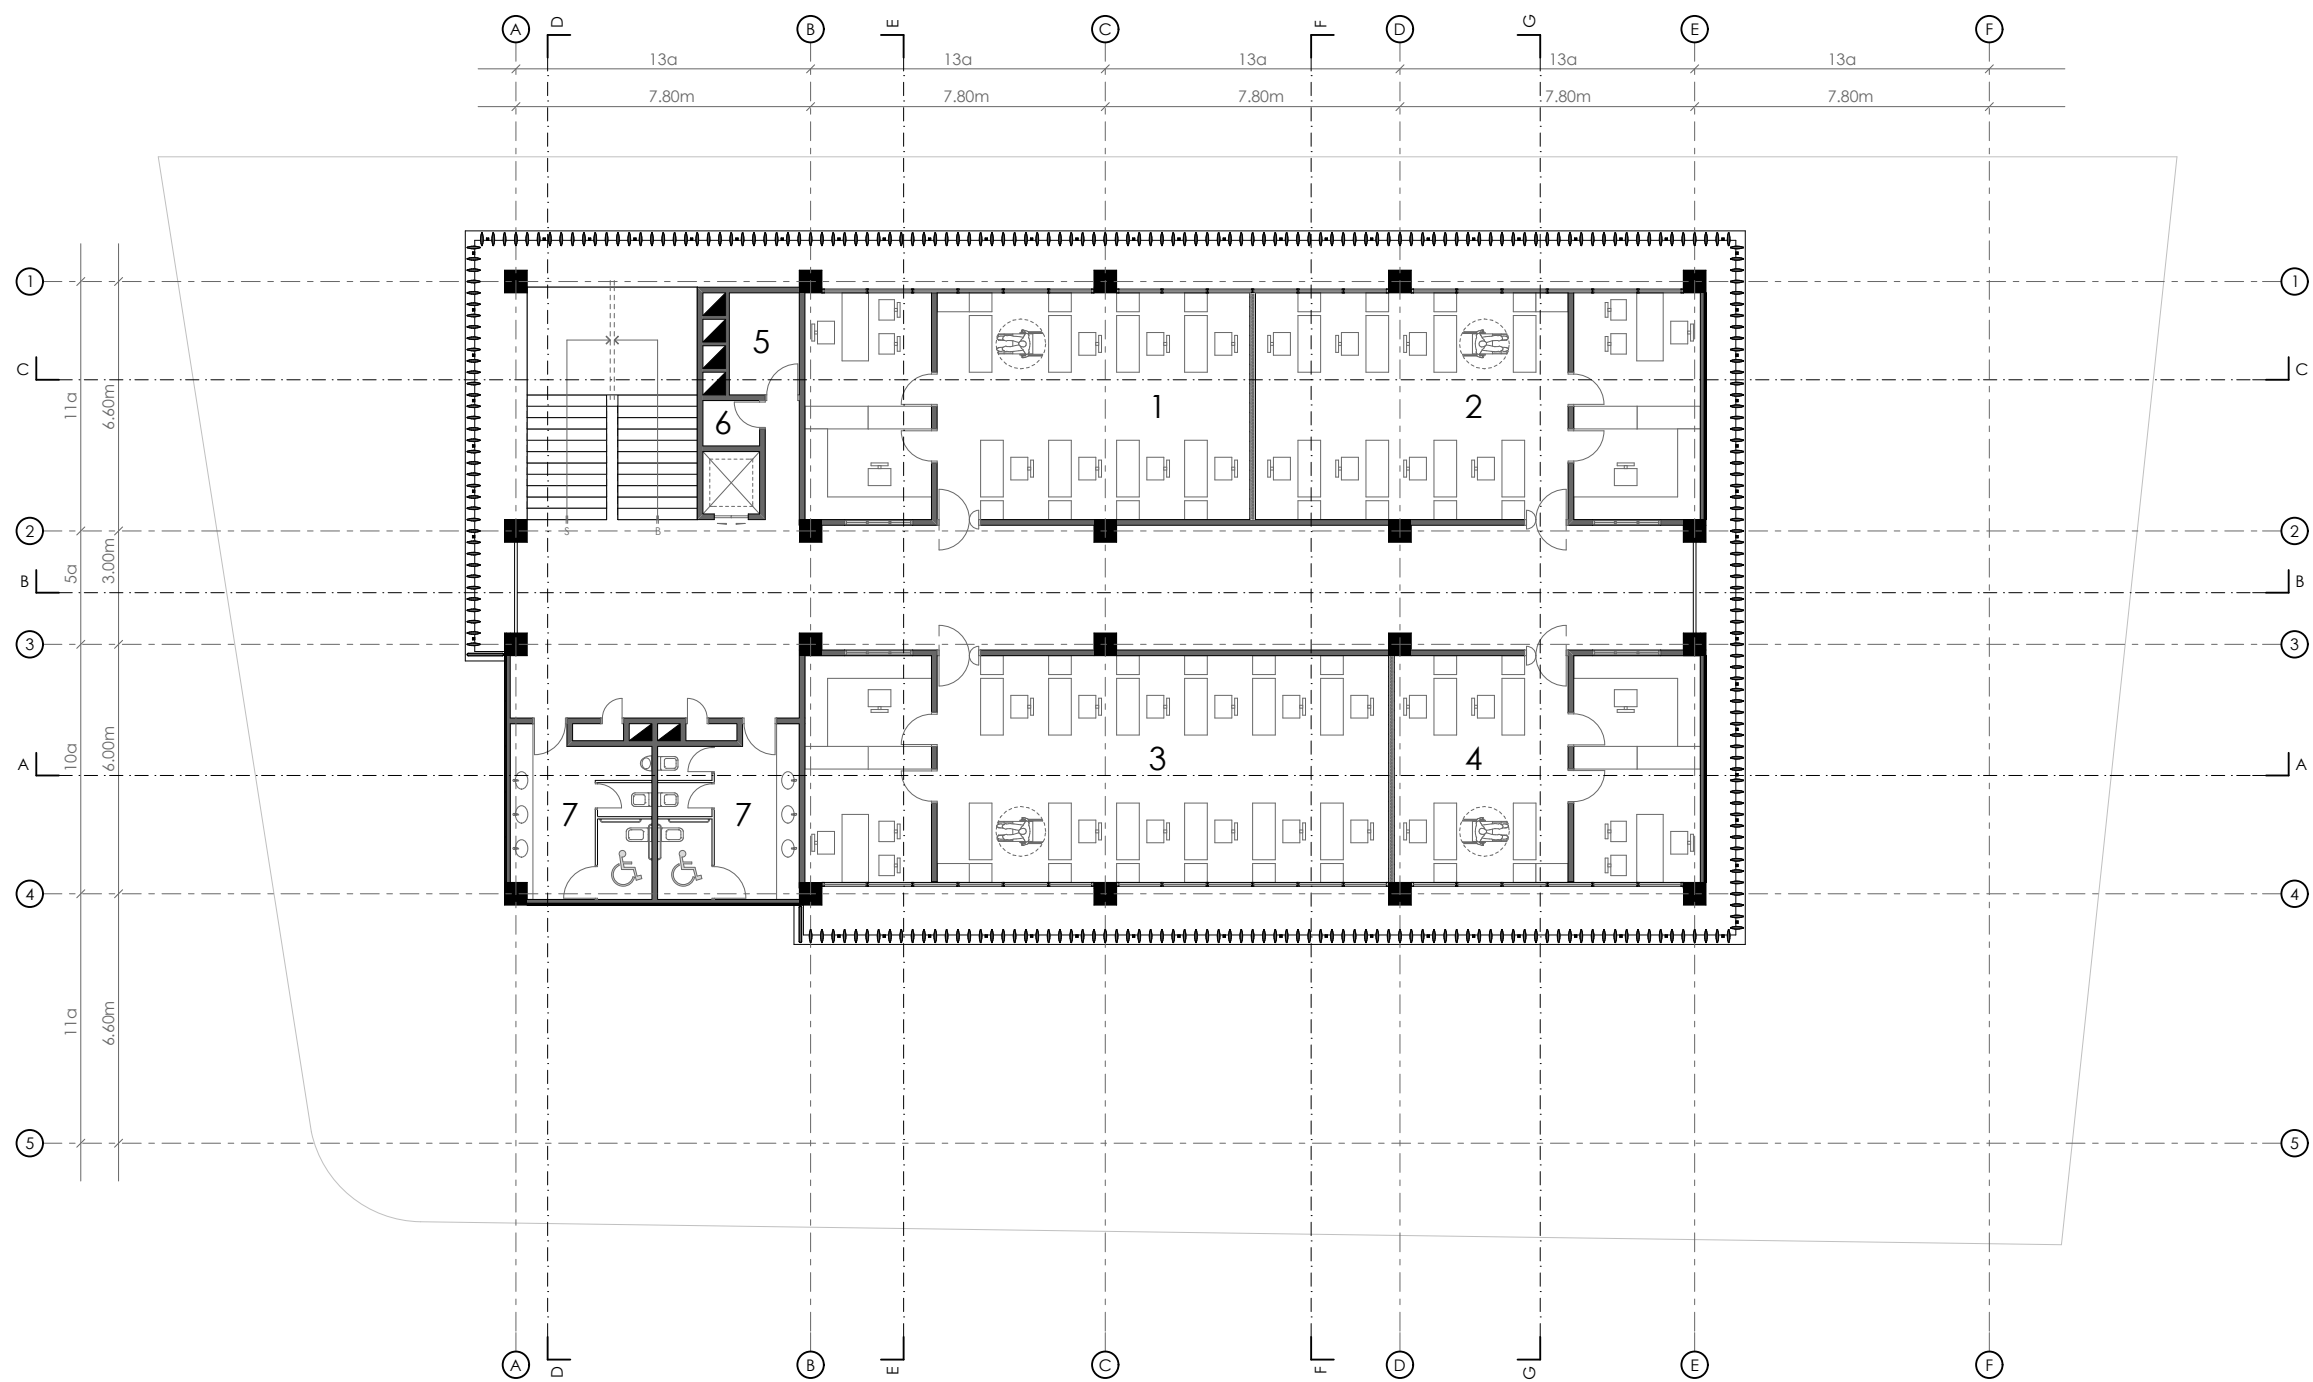 A D B E C F D G E F
13a 13a 13a 13a 13a
7.80m 7.80m 7.80m 7.80m 7.80m
1 1
5
C C
11a 6.60m 1 2
6
2 S B 2
5a 3.00m
B B
3 3
10a 6.00m 3 4
A A
7 7
4 4
11a 6.60m
5 5
A D B E C F D G E F